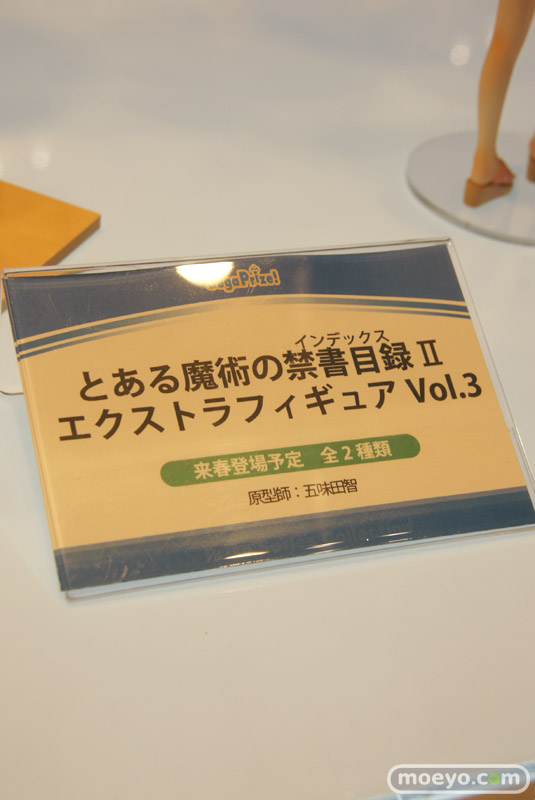 SegaPrize!
インデックス
とある魔術の禁書目録Ⅱ
エクストラフィギュア Vol.3
来春登場予定 全2種類
原型師：五味田智
moeyo.com